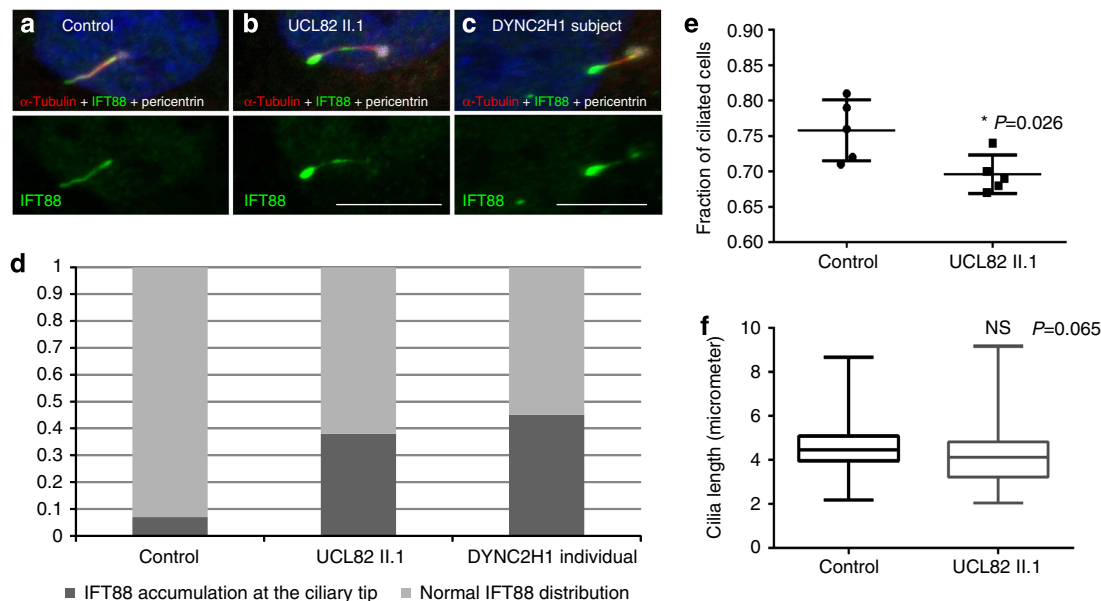 a Control
α-Tubulin + IFT88 + pericentrin
IFT88
b UCL82 II.1
α-Tubulin + IFT88 + pericentrin
IFT88
c DYNC2H1 subject
α-Tubulin + IFT88 + pericentrin
IFT88
d
1
0.9
0.8
0.7
0.6
0.5
0.4
0.3
0.2
0.1
0
Control
UCL82 II.1
DYNC2H1 individual
IFT88 accumulation at the ciliary tip
Normal IFT88 distribution
e
Fraction of ciliated cells
0.90
0.80
0.75
0.70
0.65
0.60
* P=0.026
Control
UCL82 II.1
f
Cilia length (micrometer)
10
8
6
4
2
0
NS P=0.065
Control
UCL82 II.1